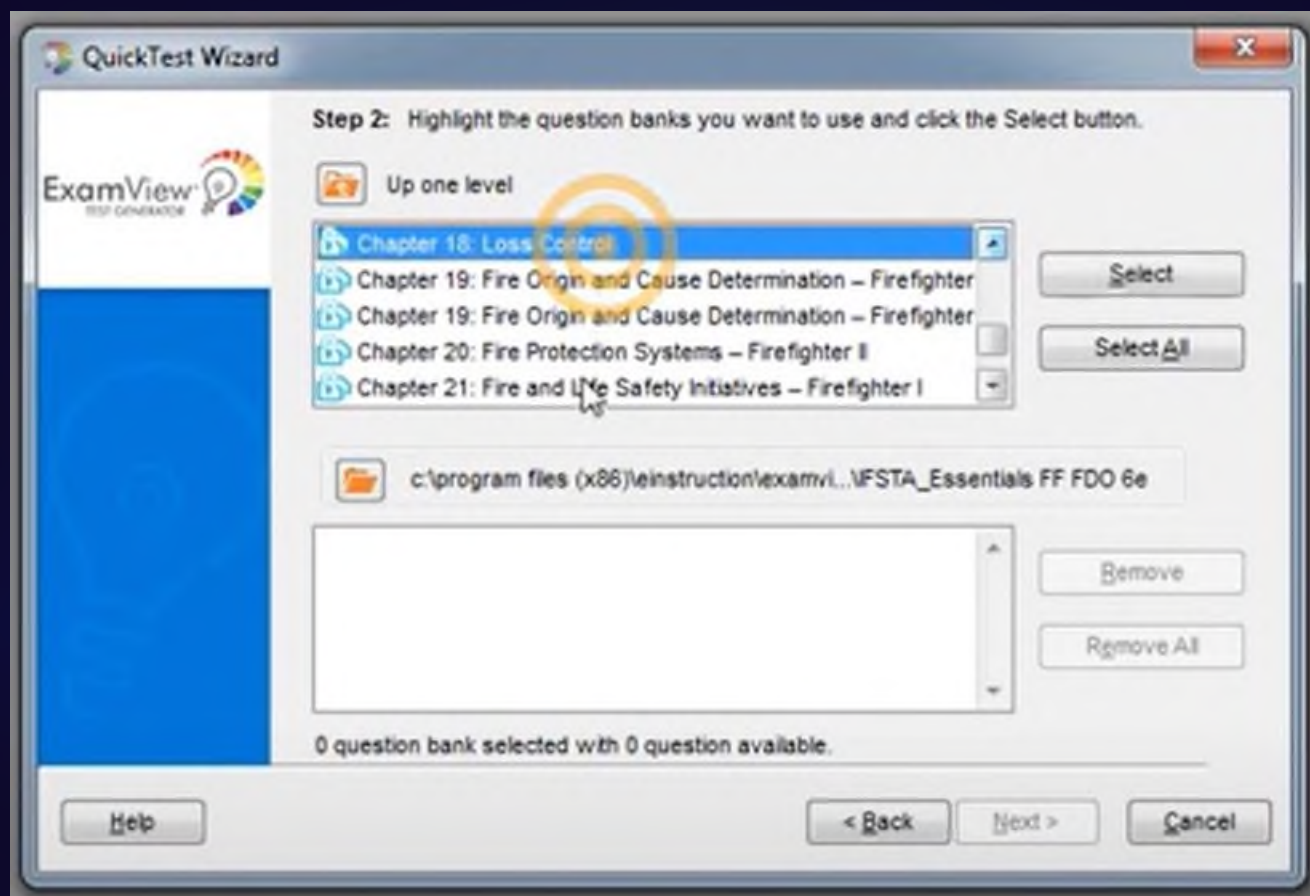 QuickTest Wizard
Step 2: Highlight the question banks you want to use and click the Select button.
ExamView
TEST GENERATOR
Up one level
Chapter 18: Loss Control
Chapter 19: Fire Origin and Cause Determination – Firefighter
Chapter 19: Fire Origin and Cause Determination – Firefighter
Chapter 20: Fire Protection Systems – Firefighter II
Chapter 21: Fire and Life Safety Initiatives – Firefighter I
Select
Select All
c:\program files (x86)\einstruction\examvi...\IFSTA_Essentials FF FDO 6e
Remove
Remove All
0 question bank selected with 0 question available.
Help
< Back
Next >
Cancel